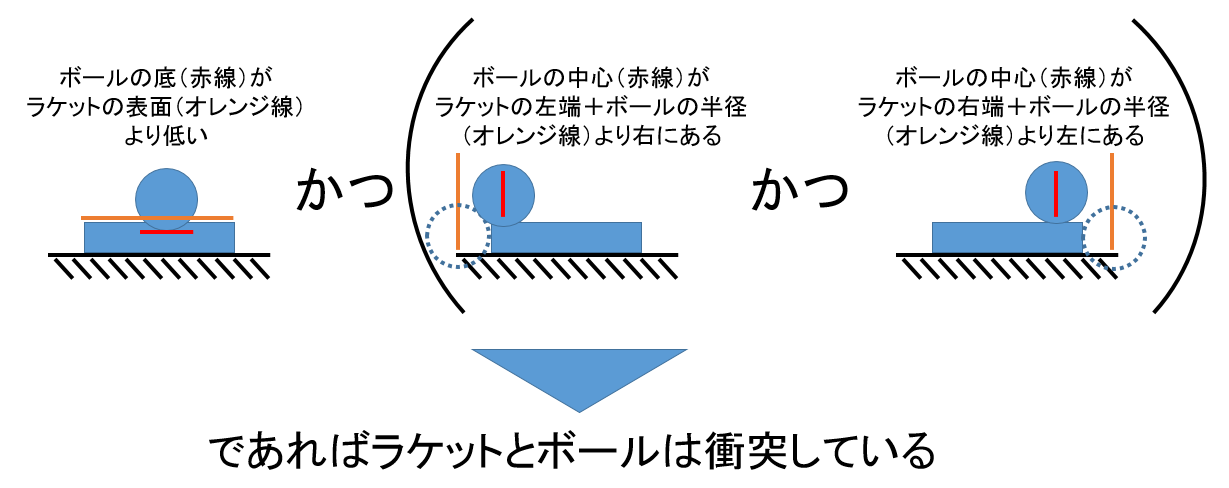 ボールの底（赤線）が
ラケットの表面（オレンジ線）
より低い
かつ
ボールの中心（赤線）が
ラケットの左端＋ボールの半径
（オレンジ線）より右にある
かつ
ボールの中心（赤線）が
ラケットの右端＋ボールの半径
（オレンジ線）より左にある
であればラケットとボールは衝突している